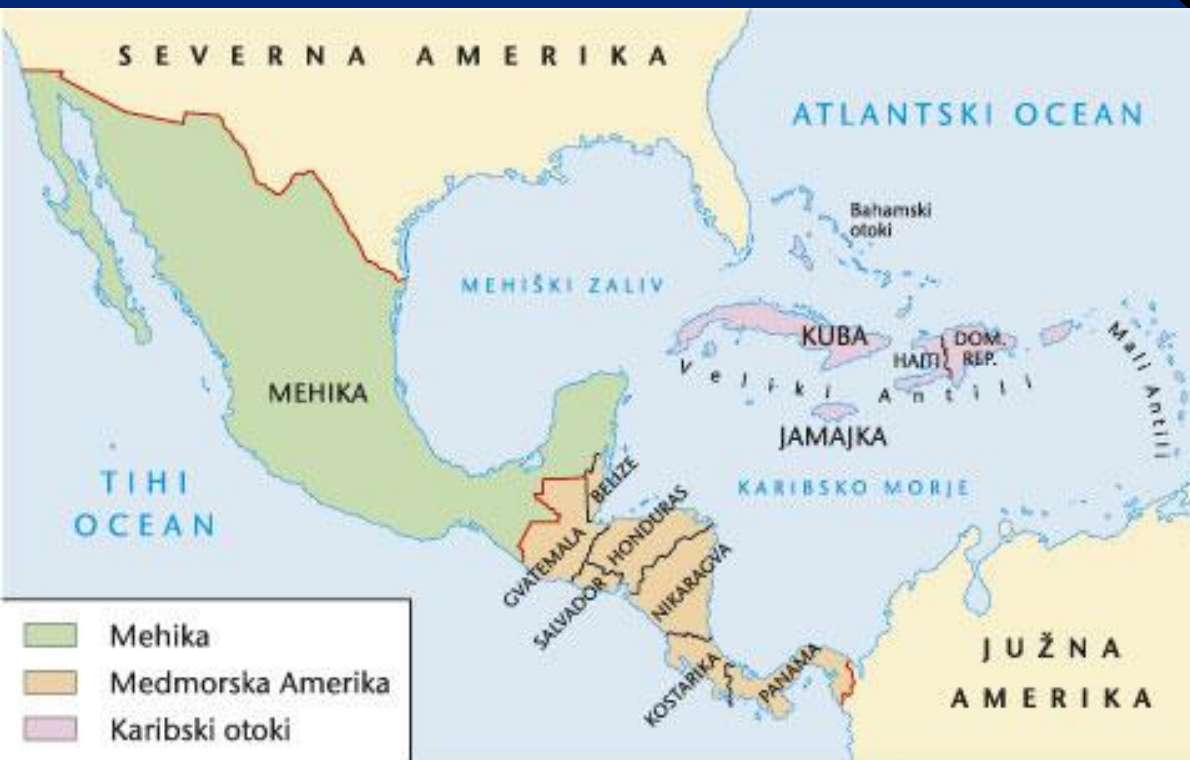 SEVERNA AMERIKA
ATLANTSKI OCEAN
Bahamski
otoki
MEHIŠKI ZALIV
KUBA
HAITI
DOM.
REP.
Veliki Antili
Mali Antili
MEHIKA
JAMAJKA
TIHI
OCEAN
KARIBSKO MORJE
BELIZE
HONDURAS
GVATEMALA
SALVADOR
NIKARAGVA
KOSTARIKA
PANAMA
JUŽNA
AMERIKA
Mehika
Medmorska Amerika
Karibski otoki